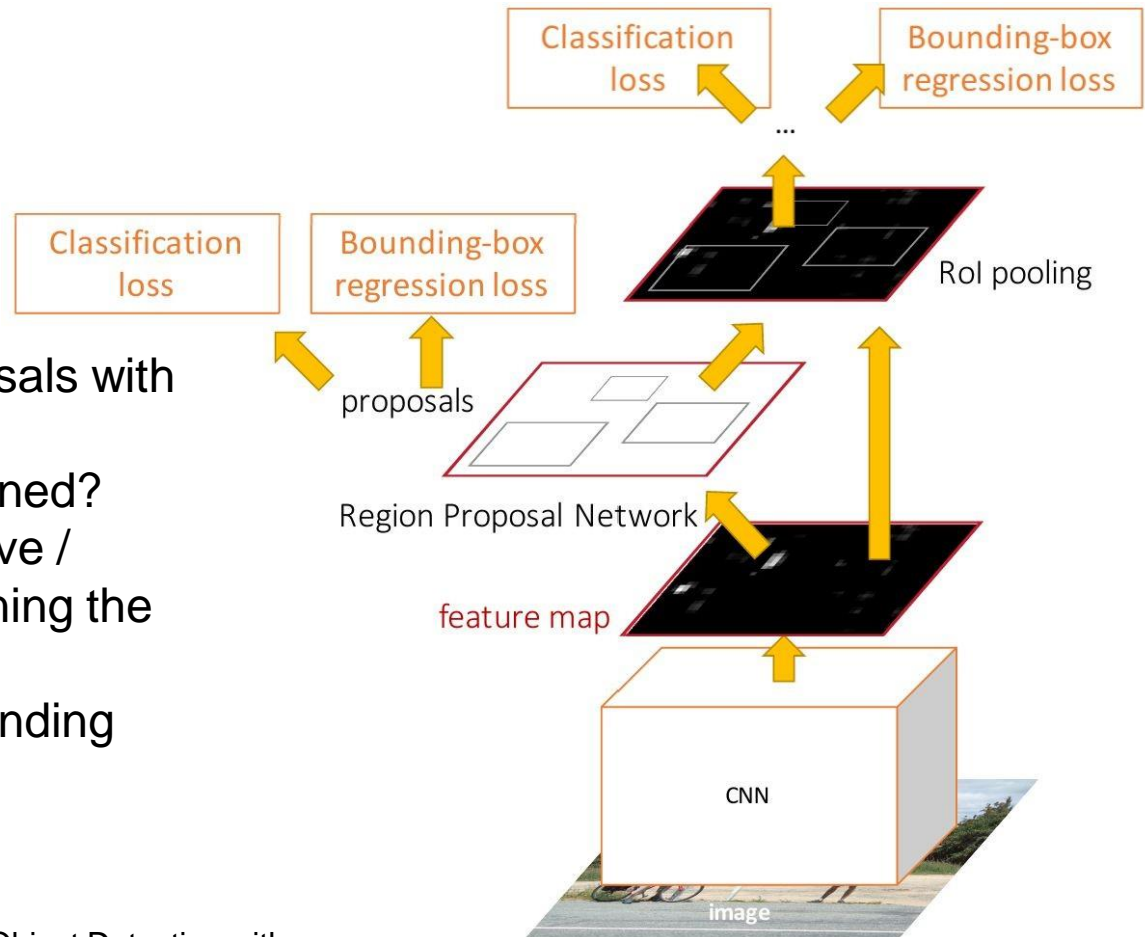 Classification
loss
Bounding-box
regression loss
...
Classification
loss
Bounding-box
regression loss
RoI pooling
proposals
Region Proposal Network
feature map
CNN
image
sals with
ned?
ve /
ning the
nding